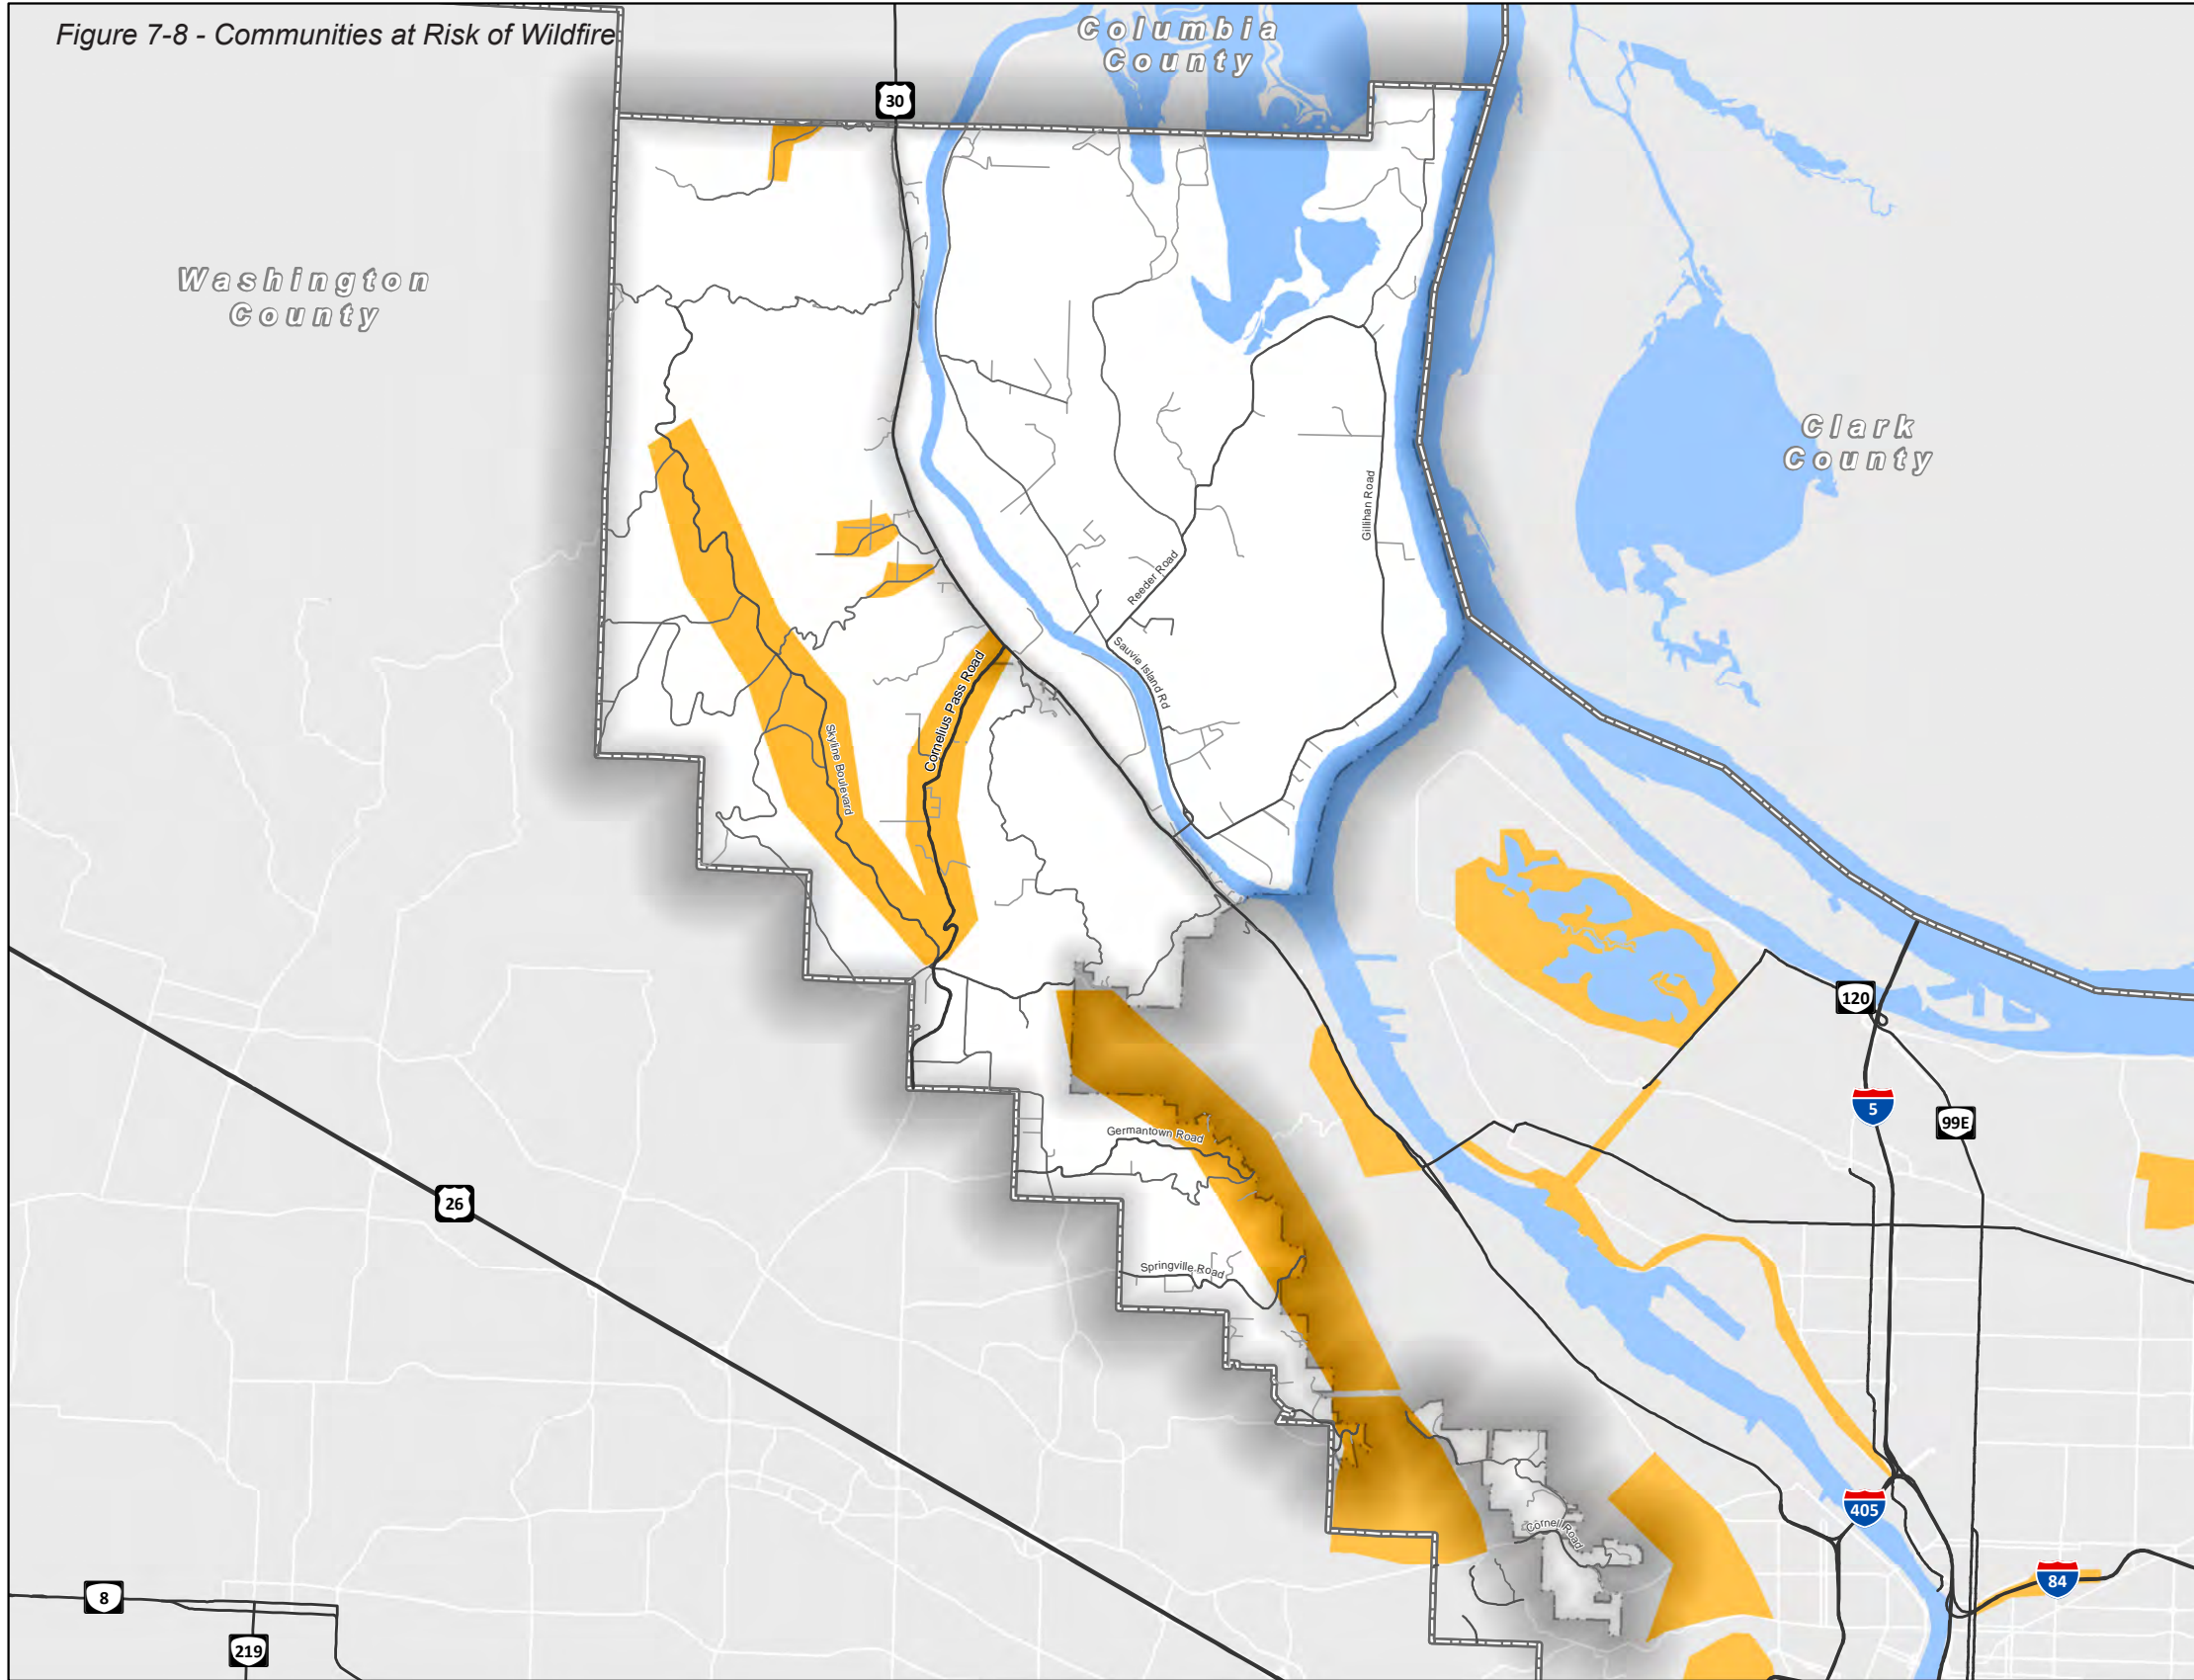 Figure 7-8 - Communities at Risk of Wildfire
Columbia
County
30
Washington
County
Clark
County
Gillihan Road
Reeder Road
Sauvie Island Rd
Cornelius Pass Road
Skyline Boulevard
120
5
99E
Germantown Road
26
Springville Road
405
Cornell Road
84
8
219